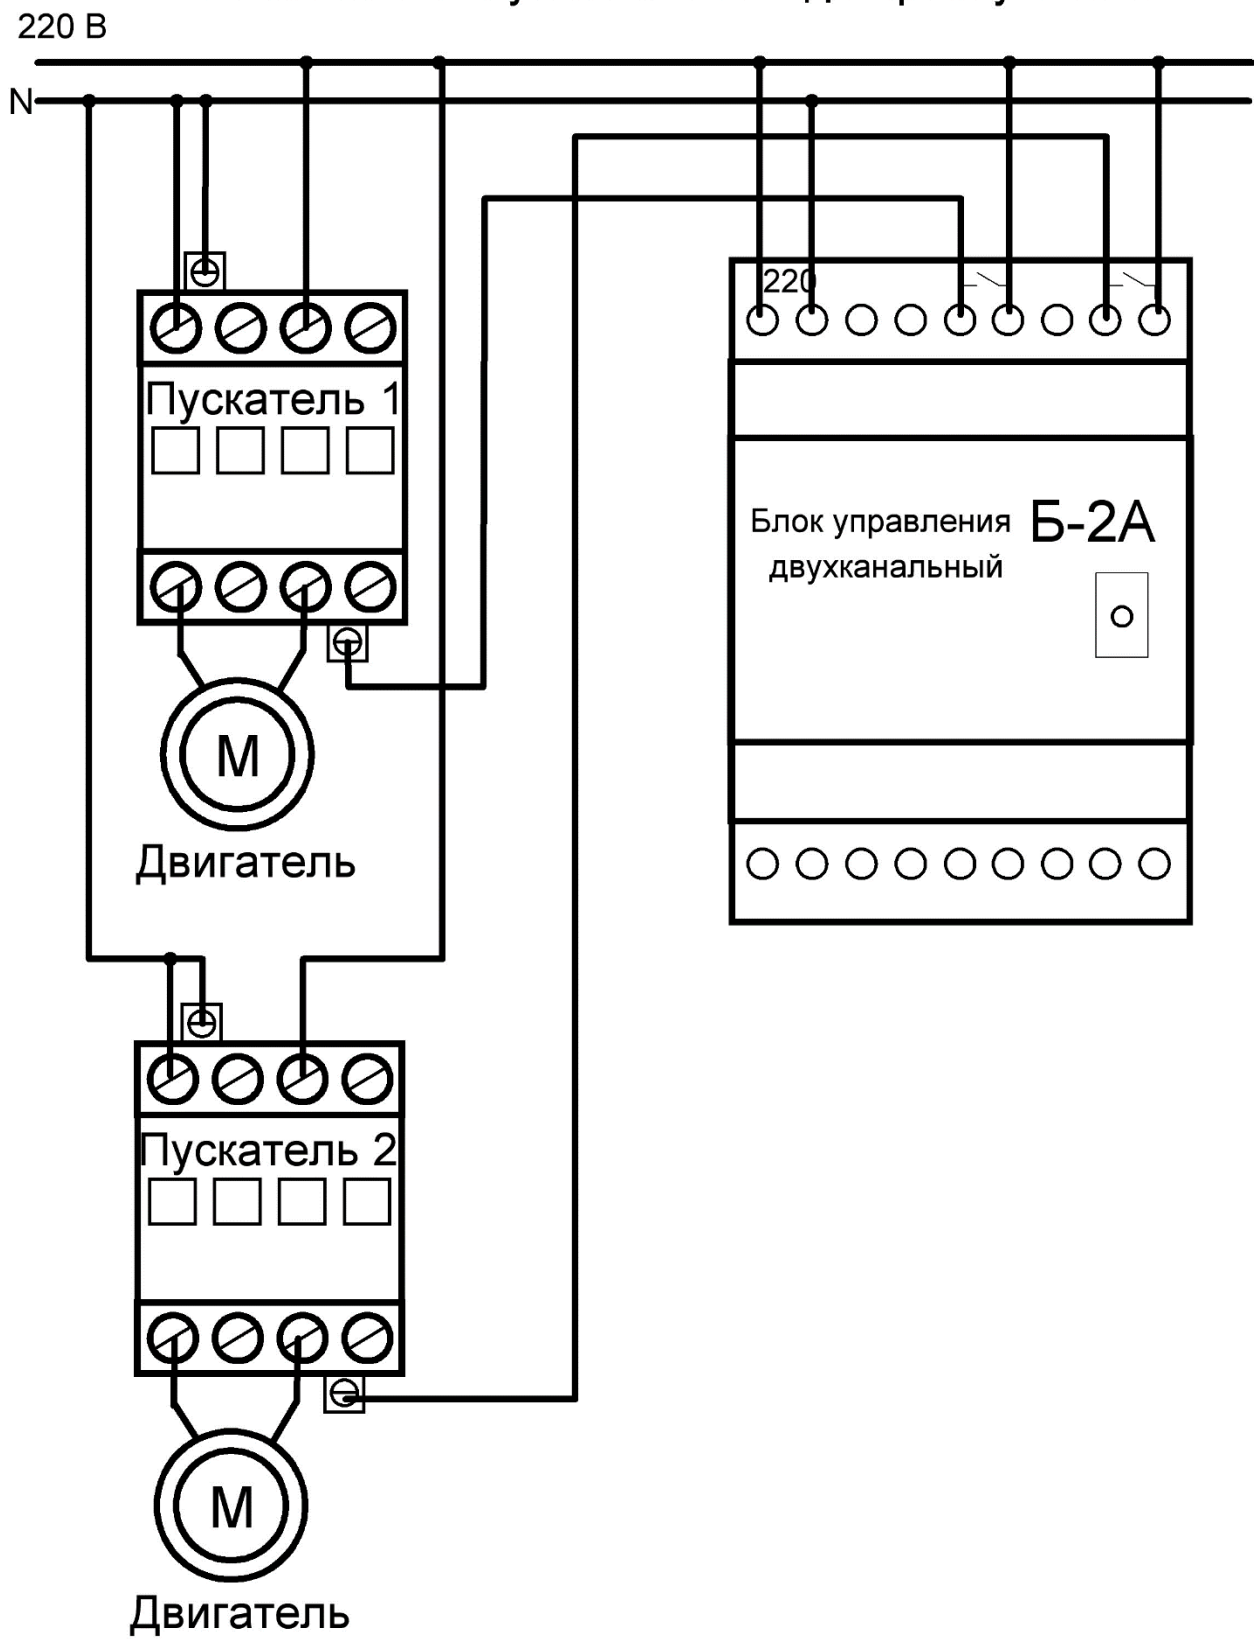 220 В
N
220
Пускатель 1
Блок управления Б-2А
двухканальный
М
Двигатель
Пускатель 2
М
Двигатель